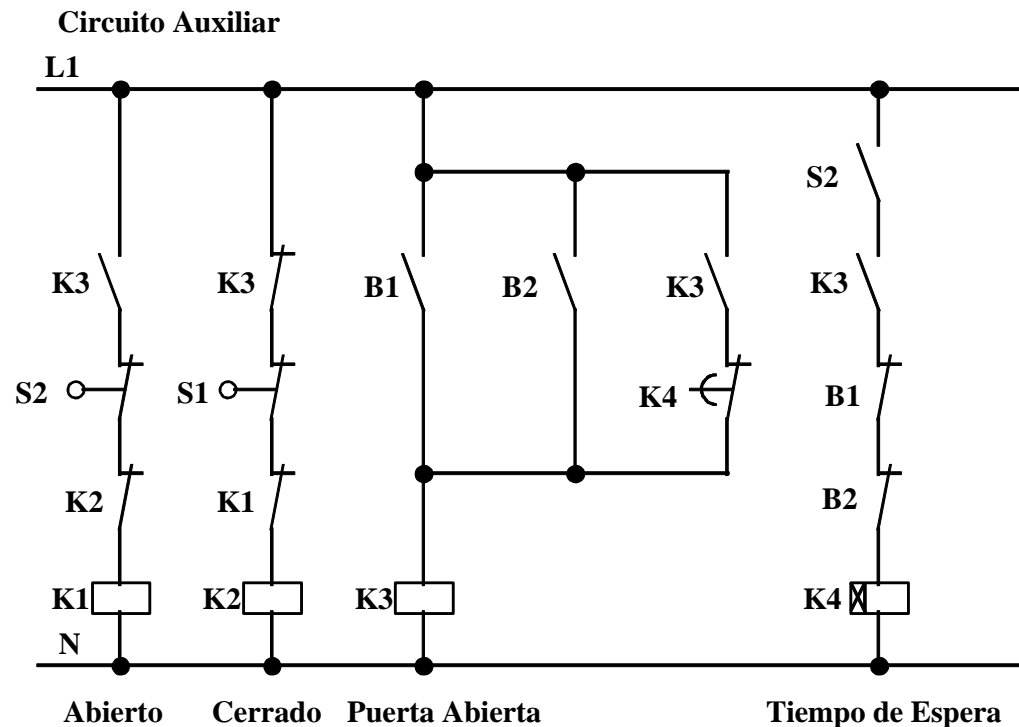 Circuito Auxiliar
L1
S2
K3 K3 B1 B2 K3 K3
S2 S1 K4 B1
K2 K1 B2
K1 K2 K3 K4
N
Abierto Cerrado Puerta Abierta Tiempo de Espera